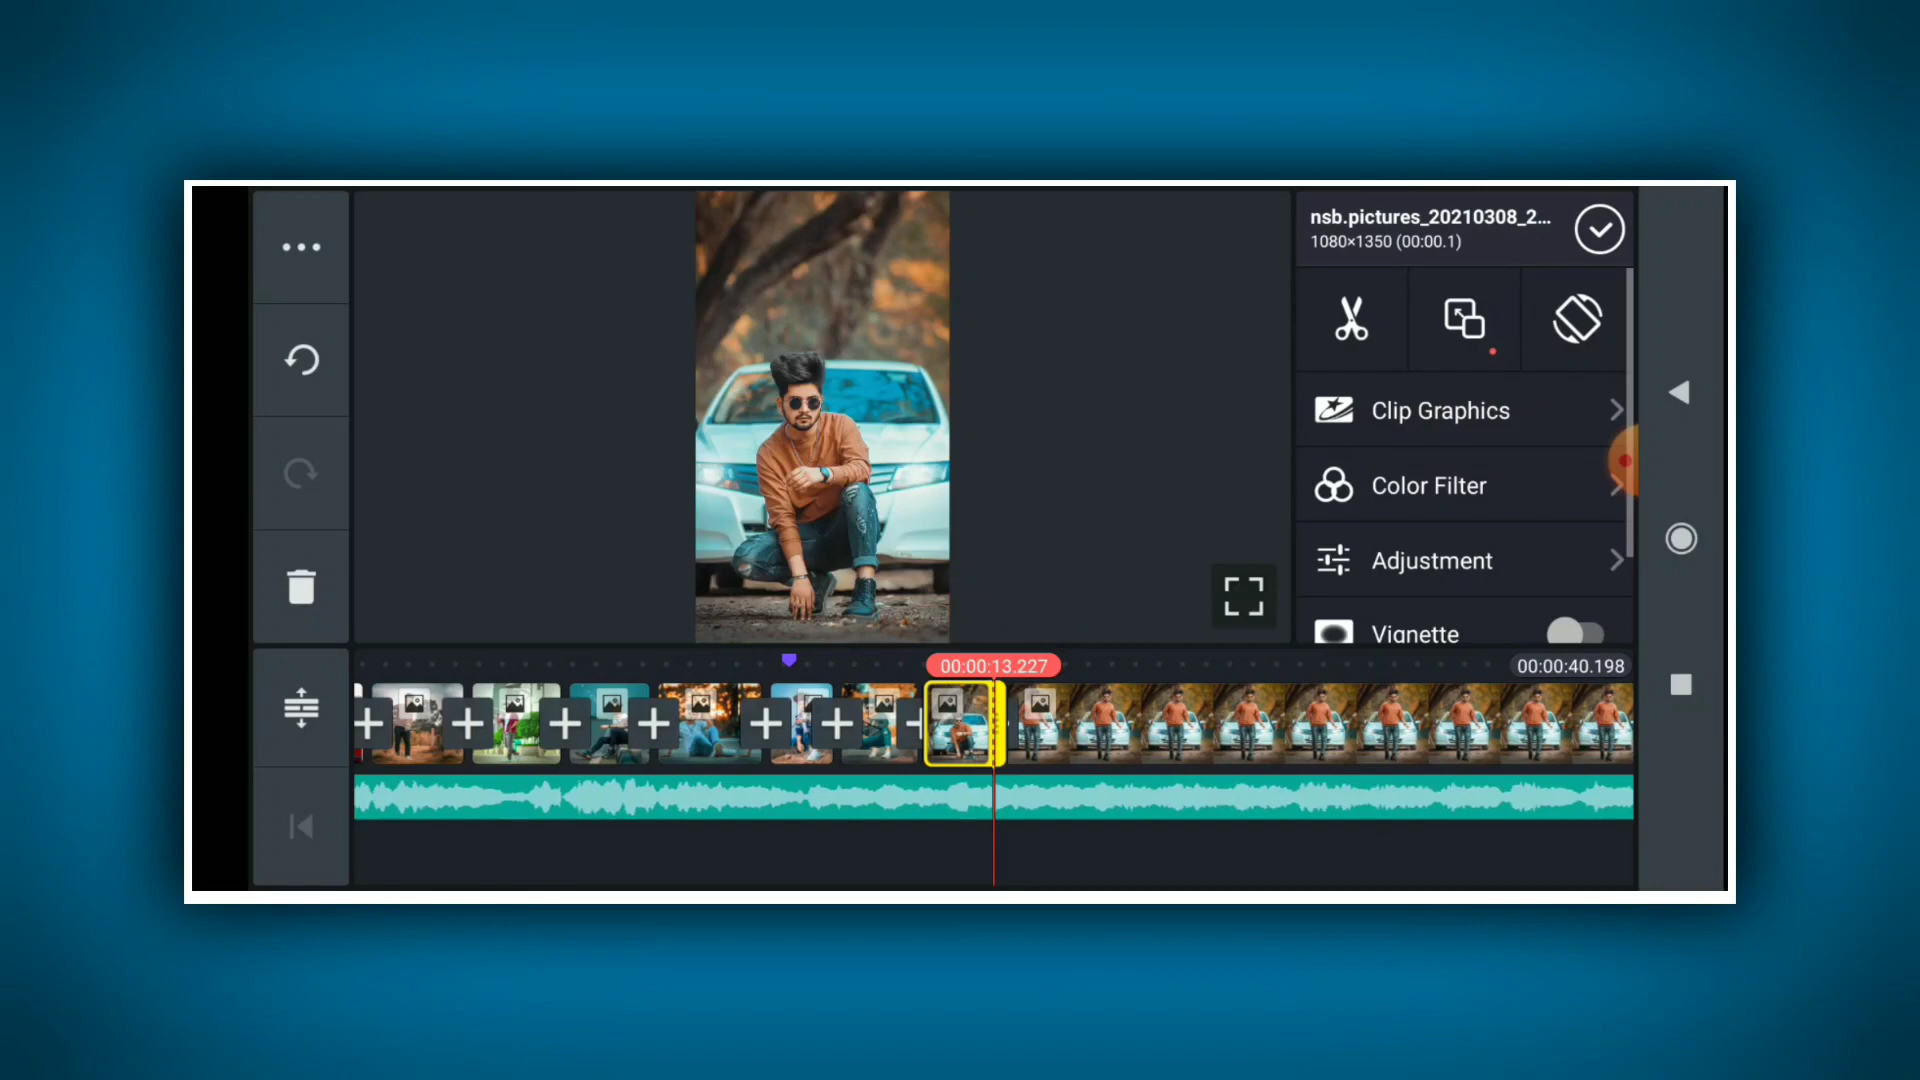 nsb.pictures_20210308_2...
1080×1350 (00:00.1)
Clip Graphics
Color Filter
Adjustment
Vignette
00:00:13.227
00:00:40.198